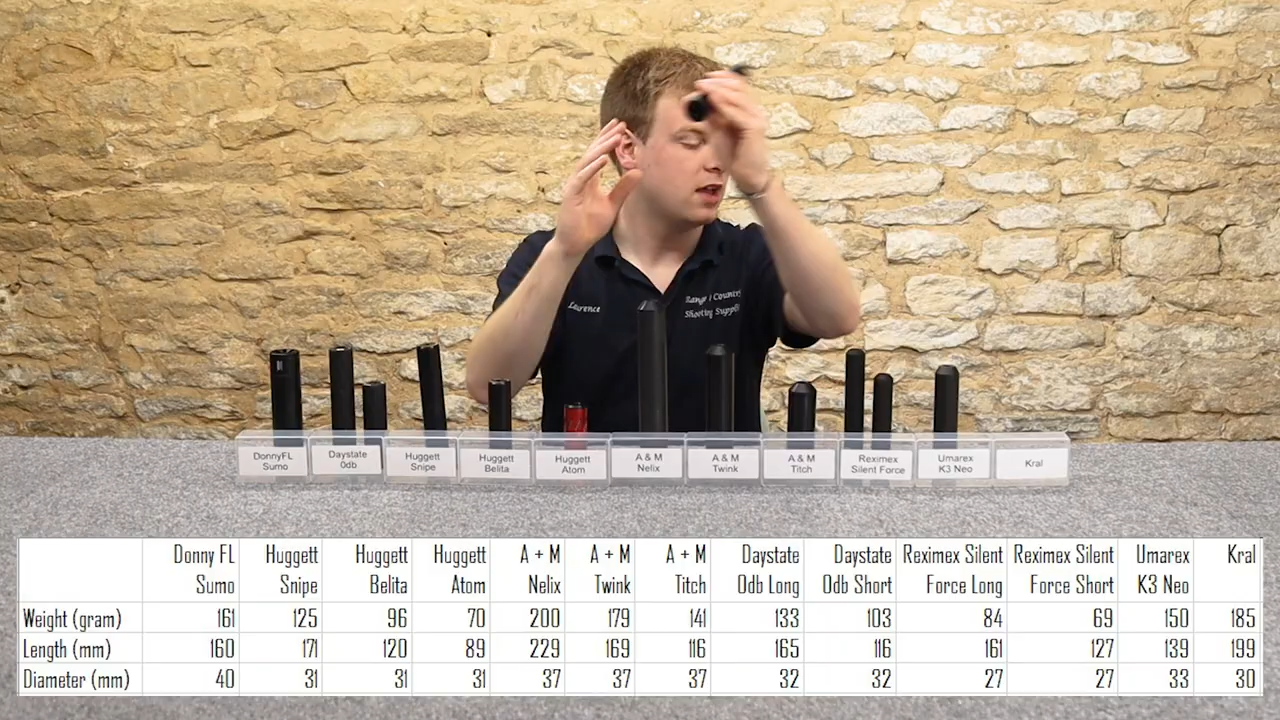 Laurence
Range & Country
Shooting Supplies
DonnyFL
Sumo
Daystate
0db
Huggett
Snipe
Huggett
Belita
Huggett
Atom
A & M
Nelix
A & M
Twink
A & M
Titch
Reximex
Silent Force
Umarex
K3 Neo
Kral
Donny FL Huggett Huggett Huggett A + M A + M A + M Daystate Daystate Reximex Silent Reximex Silent Umarex Kral
Sumo Snipe Belita Atom Nelix Twink Titch Odb Long Odb Short Force Long Force Short K3 Neo
Weight (gram) 161 125 96 70 200 179 141 133 103 84 69 150 185
Length (mm) 160 171 120 89 229 169 116 165 116 161 127 139 199
Diameter (mm) 40 31 31 31 37 37 37 32 32 27 27 33 30